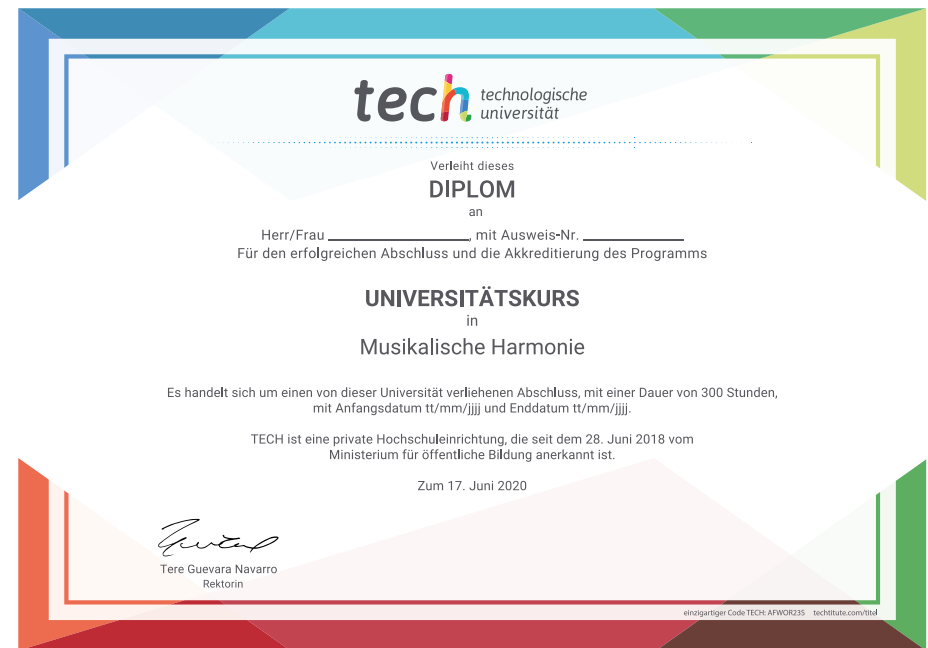 tech technologische
universität
Verleiht dieses
DIPLOM
an
Herr/Frau ____________, mit Ausweis-Nr. ____________
Für den erfolgreichen Abschluss und die Akkreditierung des Programms
UNIVERSITÄTSKURS
in
Musikalische Harmonie
Es handelt sich um einen von dieser Universität verliehenen Abschluss, mit einer Dauer von 300 Stunden,
mit Anfangsdatum tt/mm/jjjj und Enddatum tt/mm/jjjj.
TECH ist eine private Hochschuleinrichtung, die seit dem 28. Juni 2018 vom
Ministerium für öffentliche Bildung anerkannt ist.
Zum 17. Juni 2020
Tere Guevara Navarro
Rektorin
einzigartiger Code TECH: AFWOR23S techtitute.com/titel